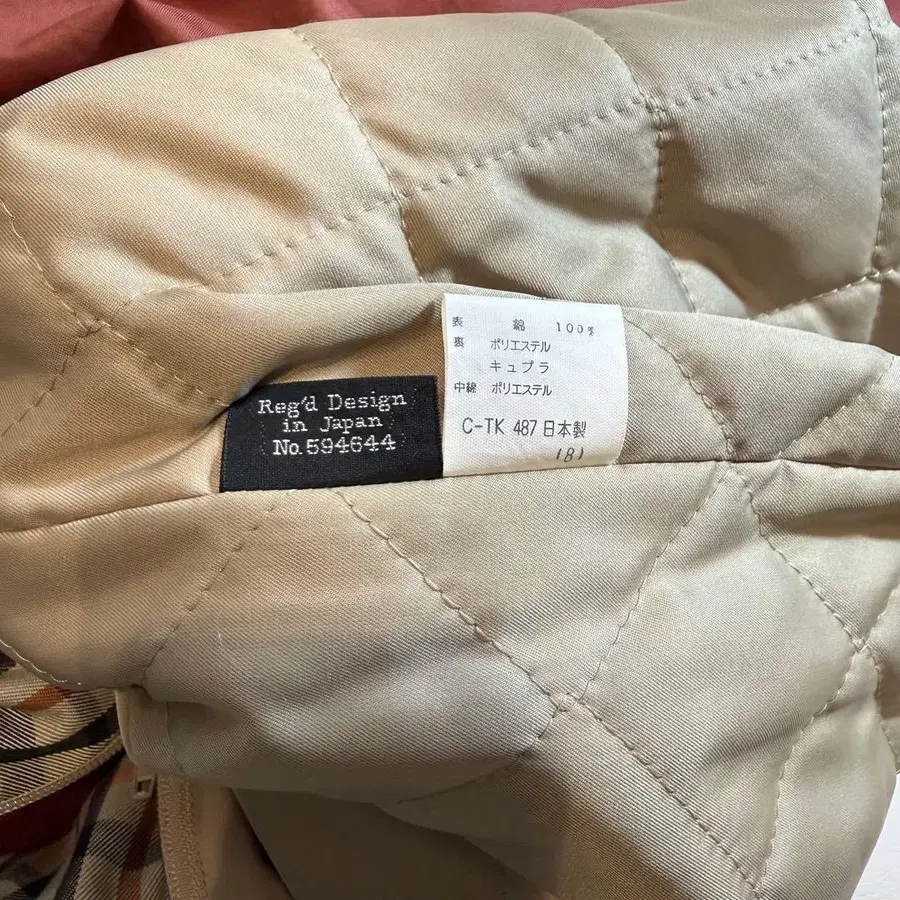 Reg'd Design
in Japan
No.594644
表 綿 100%
裏 ポリエステル
キュプラ
中綿 ポリエステル
C-TK 487 日本製
(8)